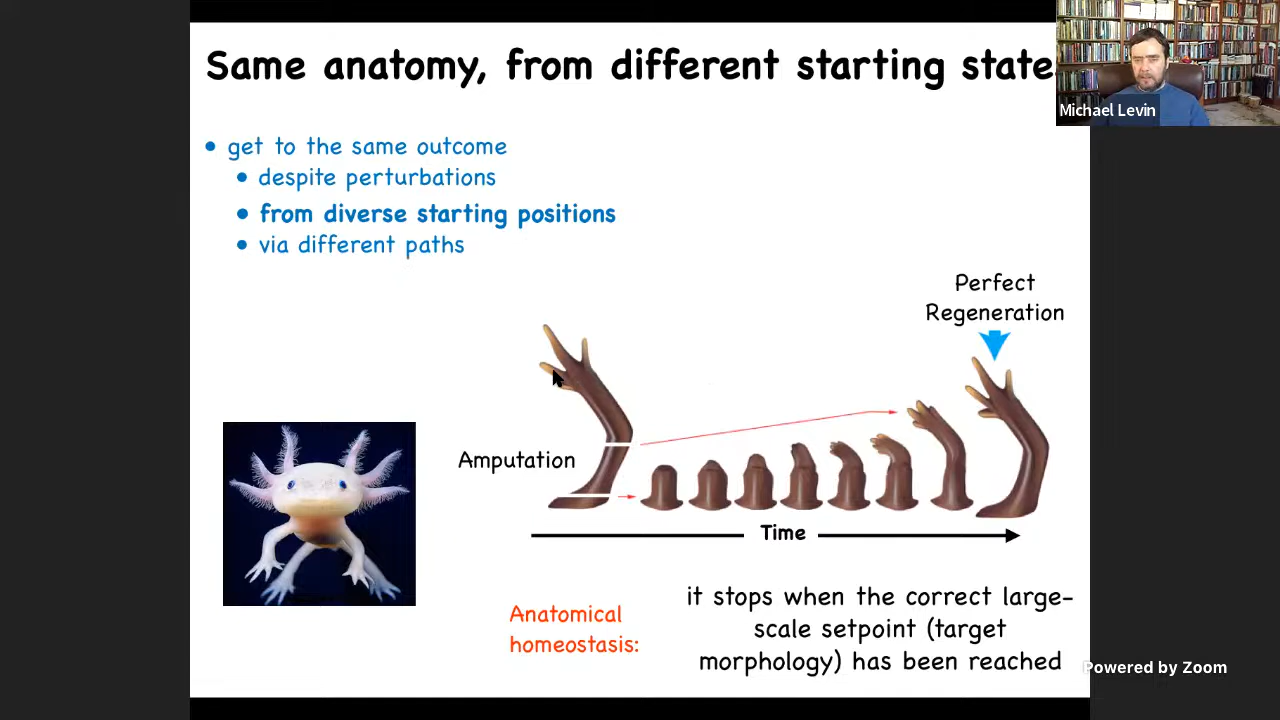 Same anatomy, from different starting state
Michael Levin
• get to the same outcome
• despite perturbations
• from diverse starting positions
• via different paths
Perfect
Regeneration
Amputation
Time
Anatomical
homeostasis:
it stops when the correct large-
scale setpoint (target
morphology) has been reached
Powered by Zoom